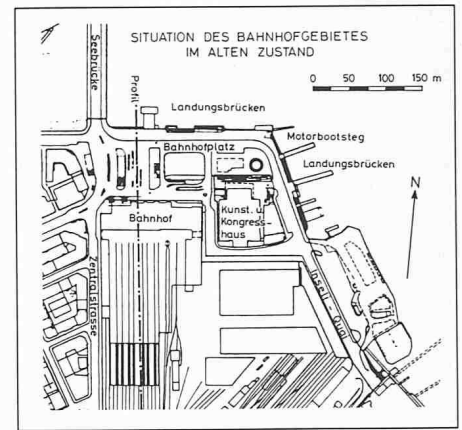 SITUATION DES BAHNHOFGEBIETES
IM ALTEN ZUSTAND
0 50 100 150 m
Seebrücke
Profil
Landungsbrücken
Motorbootsteg
Bahnhofplatz
Landungsbrücken
N
Kunst. u.
Kongress-
haus
Bahnhof
Zentralstrasse
Inseli - Quai